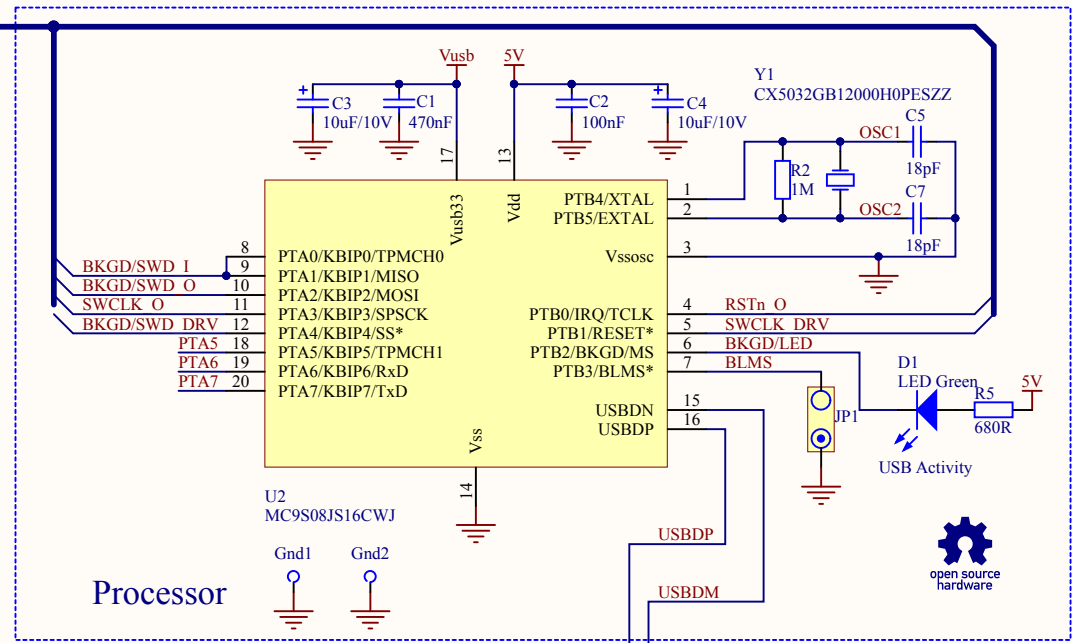 Vusb
5V
Y1
CX5032GB12000H0PESZZ
+
C3
10uF/10V
C1
470nF
C2
100nF
+
C4
10uF/10V
17
13
OSC1
C5
18pF
R2
1M
OSC2
C7
18pF
Vusb33
Vdd
PTB4/XTAL 1
PTB5/EXTAL 2
Vssosc 3
8 PTA0/KBIP0/TPMCH0
BKGD/SWD_I 9 PTA1/KBIP1/MISO
BKGD/SWD_O 10 PTA2/KBIP2/MOSI
SWCLK_O 11 PTA3/KBIP3/SPSCK
BKGD/SWD_DRV 12 PTA4/KBIP4/SS*
PTA5 18 PTA5/KBIP5/TPMCH1
PTA6 19 PTA6/KBIP6/RxD
PTA7 20 PTA7/KBIP7/TxD
PTB0/IRQ/TCLK 4 RSTn_O
PTB1/RESET* 5 SWCLK_DRV
PTB2/BKGD/MS 6 BKGD/LED
PTB3/BLMS* 7 BLMS
USBDN 15
USBDP 16
Vss
14
JP1
D1
LED Green
R5
680R
5V
USB Activity
U2
MC9S08JS16CWJ
Gnd1
Gnd2
USBDP
USBDM
Processor
open source
hardware